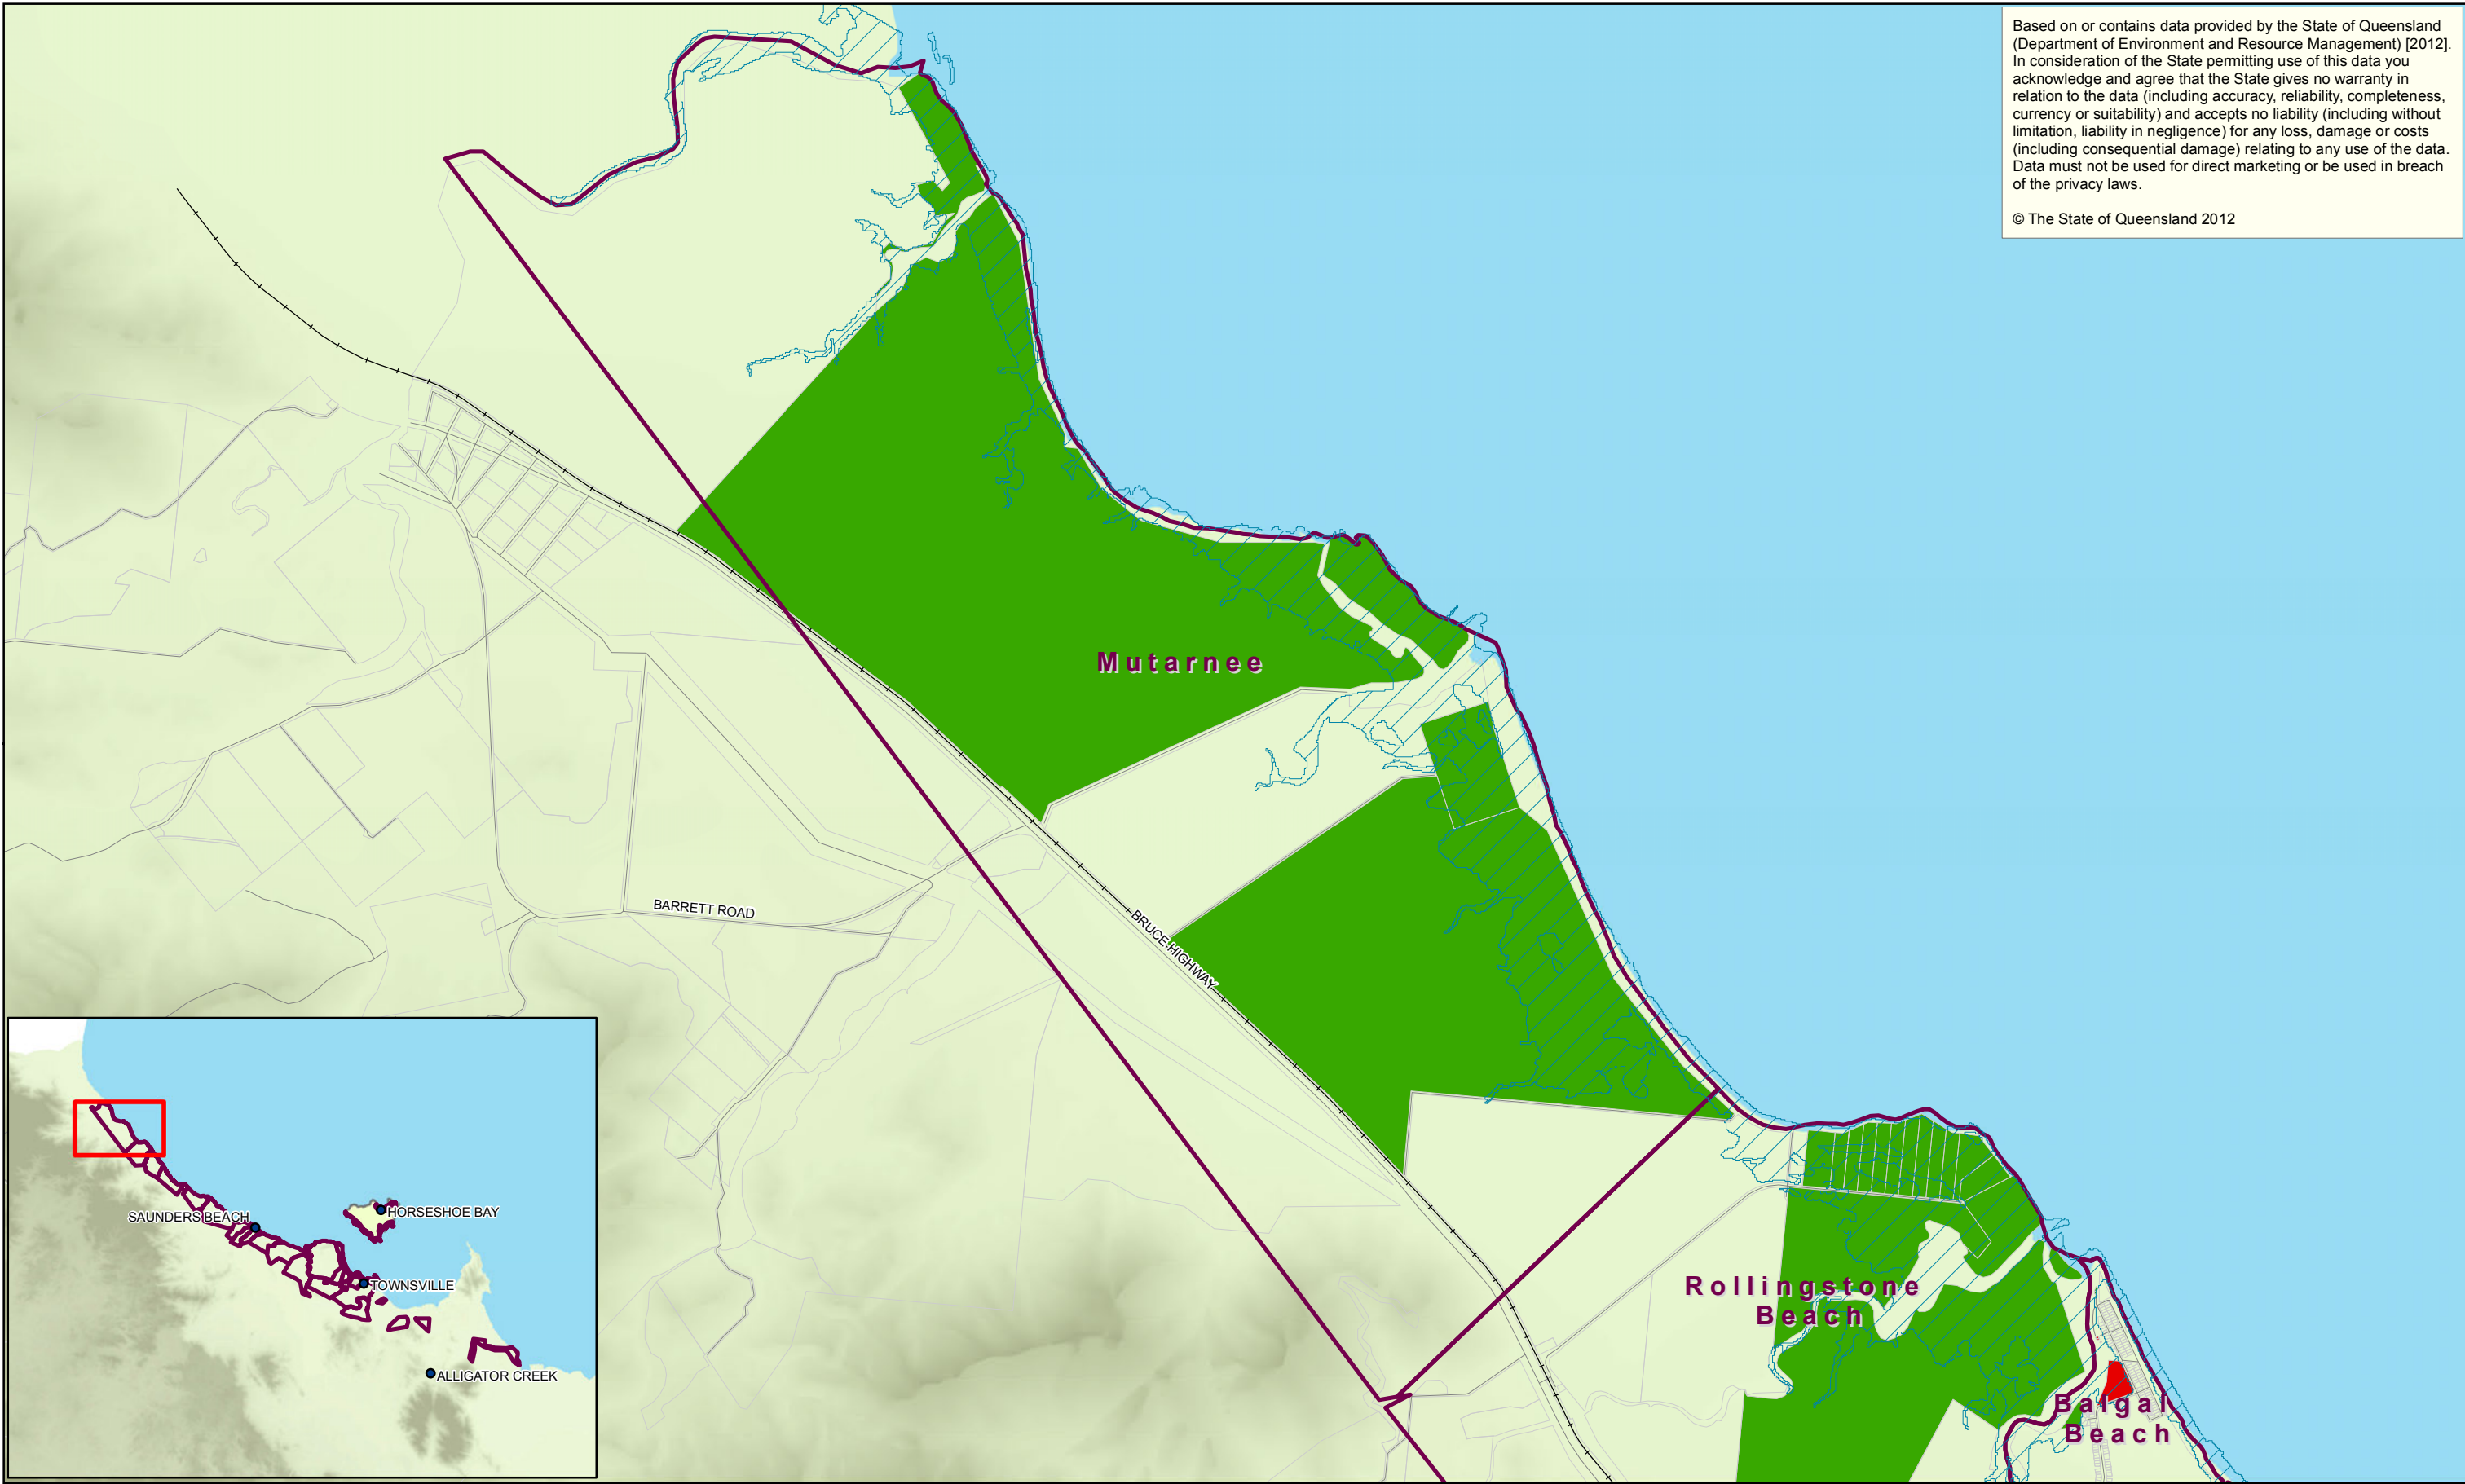 Based on or contains data provided by the State of Queensland
(Department of Environment and Resource Management) [2012].
In consideration of the State permitting use of this data you
acknowledge and agree that the State gives no warranty in
relation to the data (including accuracy, reliability, completeness,
currency or suitability) and accepts no liability (including without
limitation, liability in negligence) for any loss, damage or costs
(including consequential damage) relating to any use of the data.
Data must not be used for direct marketing or be used in breach
of the privacy laws.
© The State of Queensland 2012
Mutarnee
BARRETT ROAD
BRUCE HIGHWAY
Rollingstone
Beach
Balgal
Beach
SAUNDERS BEACH
HORSESHOE BAY
TOWNSVILLE
ALLIGATOR CREEK